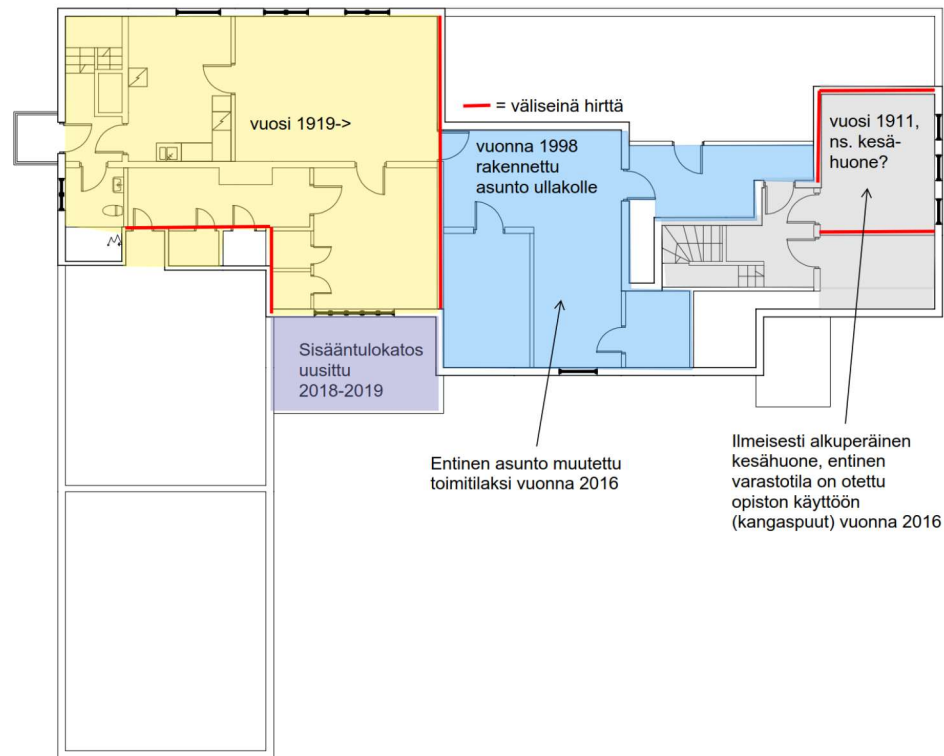 vuosi 1919->
= väliseinä hirttä
vuonna 1998
rakennettu
asunto ullakolle
vuosi 1911,
ns. kesä-
huone?
Sisääntulokatos
uusittu
2018-2019
Entinen asunto muutettu
toimitilaksi vuonna 2016
Ilmeisesti alkuperäinen
kesähuone, entinen
varastotila on otettu
opiston käyttöön
(kangaspuut) vuonna 2016